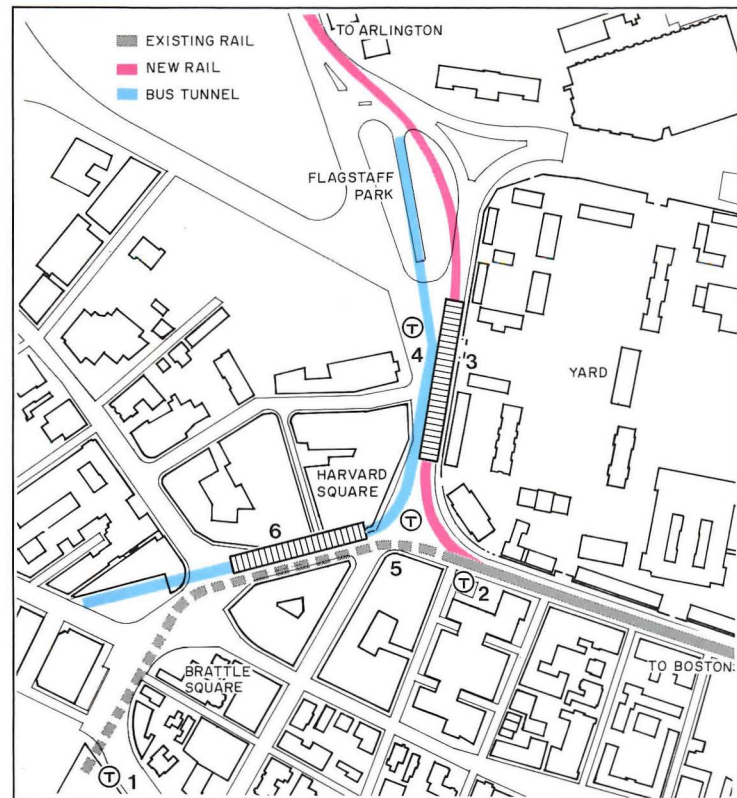 TO ARLINGTON
EXISTING RAIL
NEW RAIL
BUS TUNNEL
FLAGSTAFF
PARK
T
4
3
YARD
HARVARD
SQUARE
T
6
5
T
2
TO BOSTON
BRATTLE
SQUARE
T
1